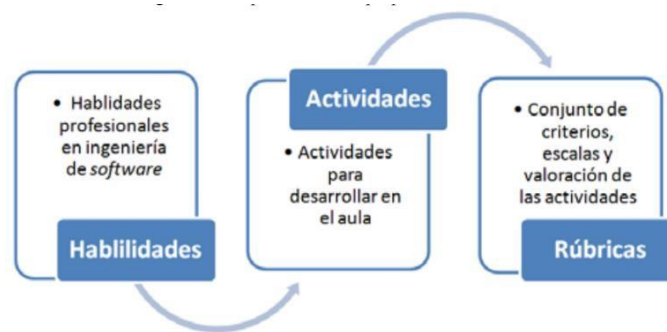 • Hablidades
profesionales
en ingeniería
de software
Hablilidades
Actividades
• Actividades
para
desarrollar en
el aula
• Conjunto de
criterios,
escalas y
valoración de
las actividades
Rúbricas